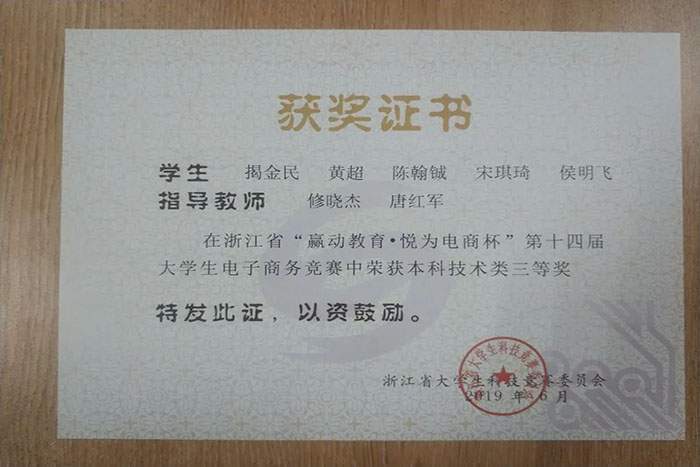 获奖证书
学生 揭金民 黄超 陈翰铖 宋琪琦 侯明飞
指导教师 修晓杰 唐红军
在浙江省“赢动教育·悦为电商杯”第十四届
大学生电子商务竞赛中荣获本科技术类三等奖
特发此证，以资鼓励。
浙江省大学生科技竞赛委员会
2019年6月